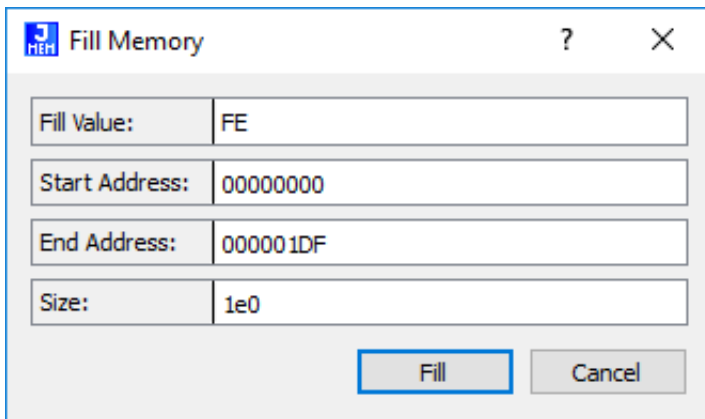 J
MEM
Fill Memory ?
Fill Value: FE
Start Address: 00000000
End Address: 000001DF
Size: 1e0
Fill Cancel